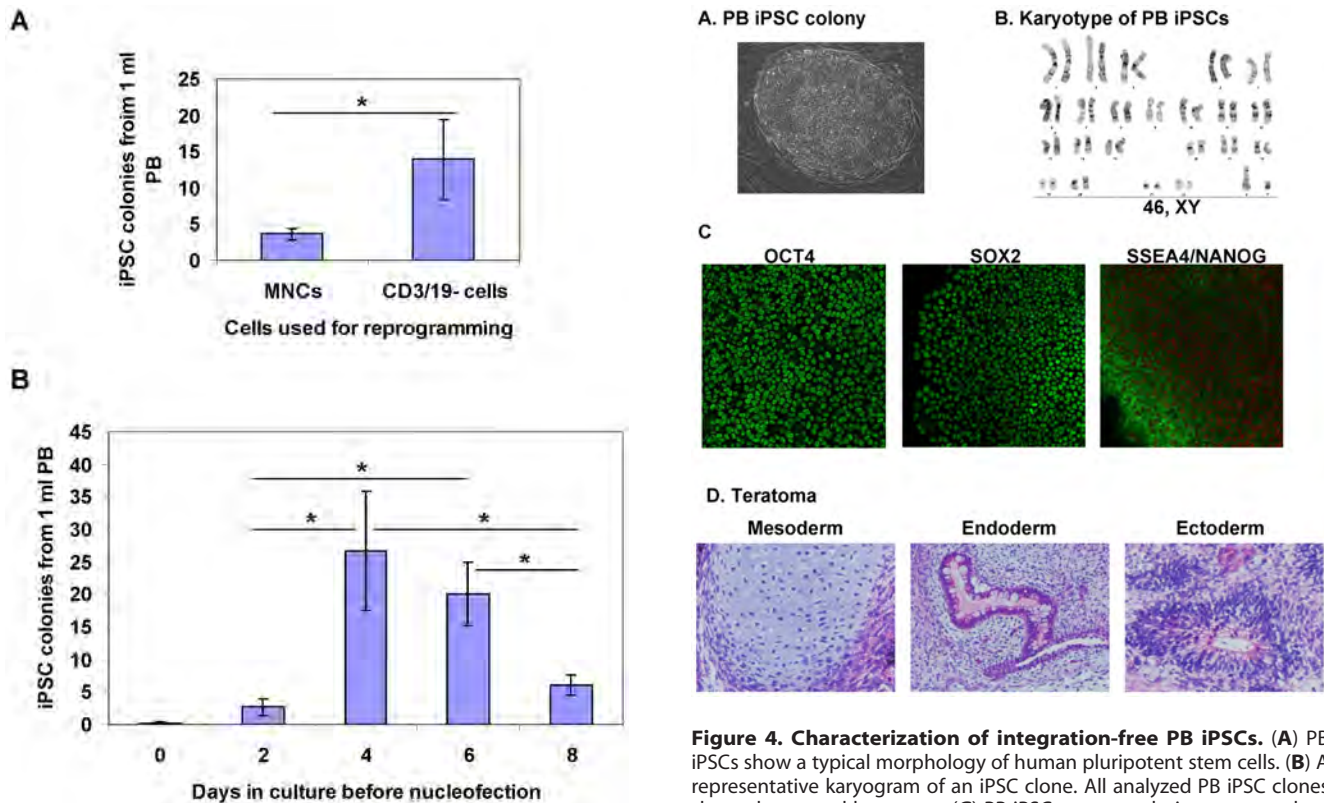 A
iPSC colonies froim 1 ml
PB
25
20
15
10
5
0
*
MNCs
CD3/19- cells
Cells used for reprogramming
B
iPSC colonies from 1 ml PB
45
40
35
30
25
20
15
10
5
0
*
*
*
*
0
2
4
6
8
Days in culture before nucleofection
A. PB iPSC colony
B. Karyotype of PB iPSCs
46, XY
C
OCT4
SOX2
SSEA4/NANOG
D. Teratoma
Mesoderm
Endoderm
Ectoderm
Figure 4. Characterization of integration-free PB iPSCs. (A) PB
iPSCs show a typical morphology of human pluripotent stem cells. (B) A
representative karyogram of an iPSC clone. All analyzed PB iPSC clones